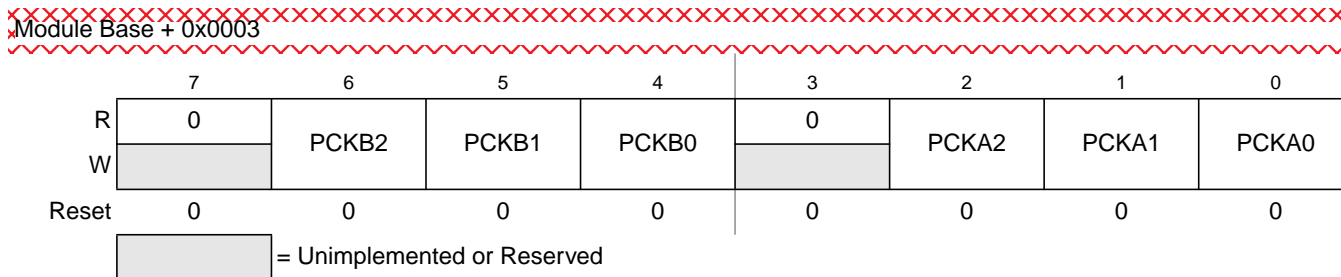 Module Base + 0x0003
7 6 5 4 3 2 1 0
R 0 PCKB2 PCKB1 PCKB0 0 PCKA2 PCKA1 PCKA0
W
Reset 0 0 0 0 0 0 0 0
= Unimplemented or Reserved